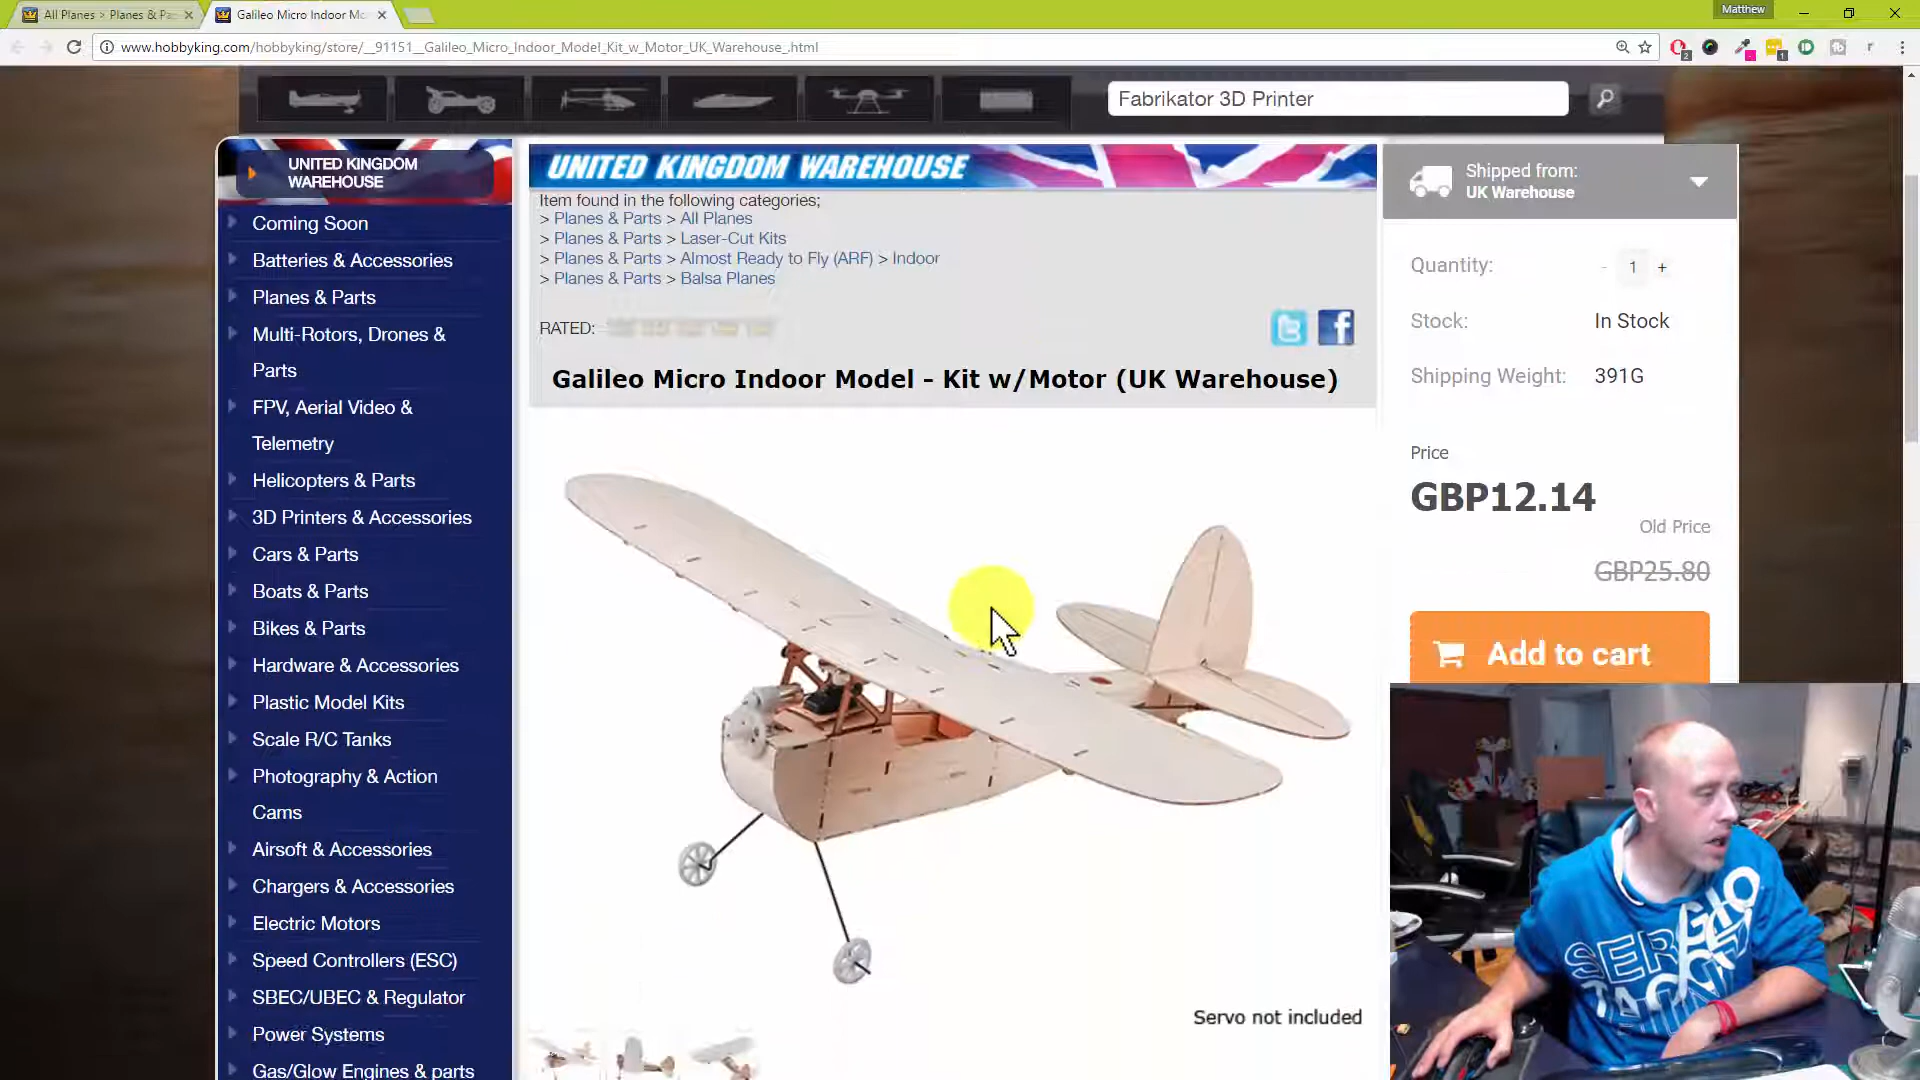 All Planes > Planes & Pa
Galileo Micro Indoor Mo
Matthew
www.hobbyking.com/hobbyking/store/__91151__Galileo_Micro_Indoor_Model_Kit_w_Motor_UK_Warehouse_.html
Fabrikator 3D Printer
UNITED KINGDOM
WAREHOUSE
Coming Soon
Batteries & Accessories
Planes & Parts
Multi-Rotors, Drones &
Parts
FPV, Aerial Video &
Telemetry
Helicopters & Parts
3D Printers & Accessories
Cars & Parts
Boats & Parts
Bikes & Parts
Hardware & Accessories
Plastic Model Kits
Scale R/C Tanks
Photography & Action
Cams
Airsoft & Accessories
Chargers & Accessories
Electric Motors
Speed Controllers (ESC)
SBEC/UBEC & Regulator
Power Systems
Gas/Glow Engines & parts
UNITED KINGDOM WAREHOUSE
Item found in the following categories;
> Planes & Parts > All Planes
> Planes & Parts > Laser-Cut Kits
> Planes & Parts > Almost Ready to Fly (ARF) > Indoor
> Planes & Parts > Balsa Planes
RATED:
Galileo Micro Indoor Model - Kit w/Motor (UK Warehouse)
Servo not included
Shipped from:
UK Warehouse
Quantity: - 1 +
Stock: In Stock
Shipping Weight: 391G
Price
GBP12.14
Old Price
GBP25.80
Add to cart
SERGIO
TACC